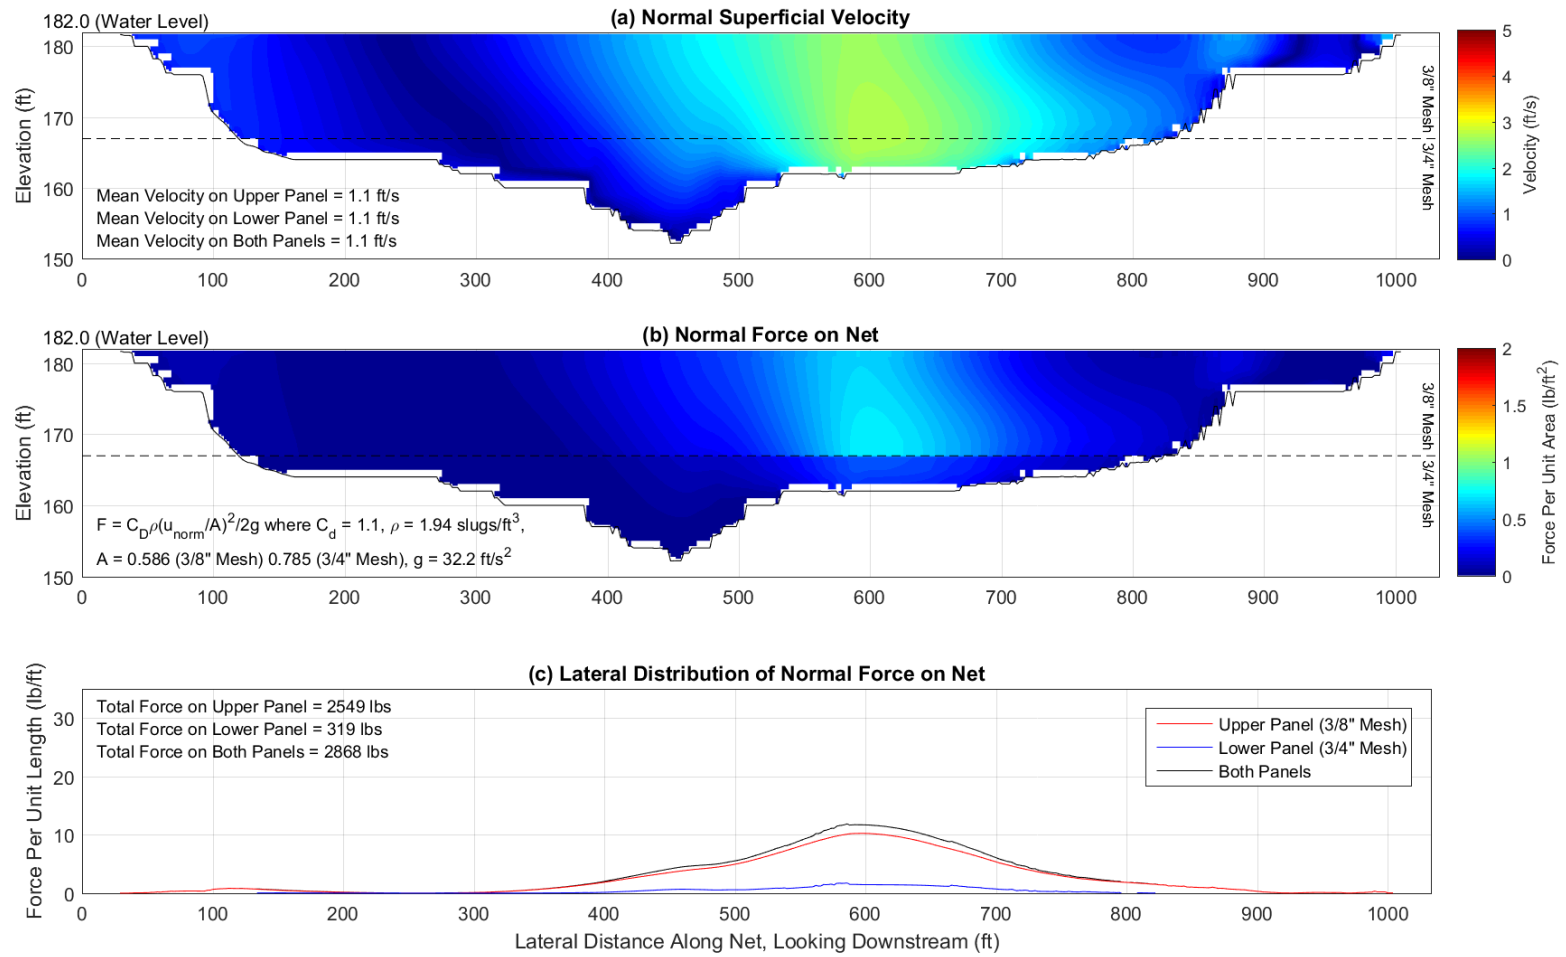 182.0 (Water Level)
(a) Normal Superficial Velocity
180
170
160
150
Elevation (ft)
Mean Velocity on Upper Panel = 1.1 ft/s
Mean Velocity on Lower Panel = 1.1 ft/s
Mean Velocity on Both Panels = 1.1 ft/s
3/8" Mesh
3/4" Mesh
0 100 200 300 400 500 600 700 800 900 1000
5
4
3
2
1
0
Velocity (ft/s)
182.0 (Water Level)
(b) Normal Force on Net
180
170
160
150
Elevation (ft)
F = C_Dρ(u_norm/A)^2/2g where C_d = 1.1, ρ = 1.94 slugs/ft^3,
A = 0.586 (3/8" Mesh) 0.785 (3/4" Mesh), g = 32.2 ft/s^2
3/8" Mesh
3/4" Mesh
0 100 200 300 400 500 600 700 800 900 1000
2
1.5
1
0.5
0
Force Per Unit Area (lb/ft^2)
(c) Lateral Distribution of Normal Force on Net
30
20
10
0
Force Per Unit Length (lb/ft)
Total Force on Upper Panel = 2549 lbs
Total Force on Lower Panel = 319 lbs
Total Force on Both Panels = 2868 lbs
Upper Panel (3/8" Mesh)
Lower Panel (3/4" Mesh)
Both Panels
0 100 200 300 400 500 600 700 800 900 1000
Lateral Distance Along Net, Looking Downstream (ft)